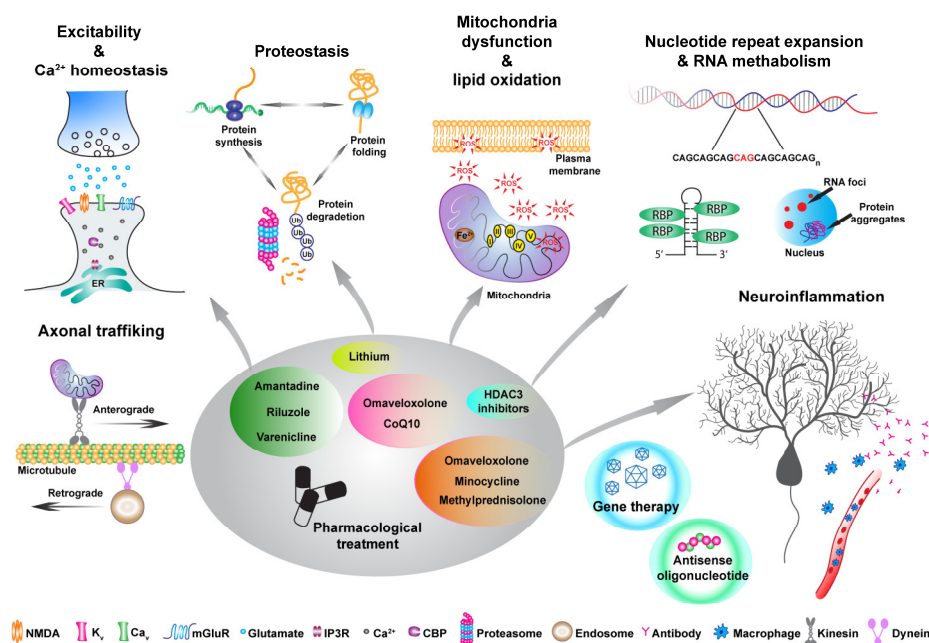 Excitability
&
Ca²⁺ homeostasis
Proteostasis
Protein
synthesis
Protein
folding
Protein
degradetion
Ub
Ub
Ub
Ub
ER
Mitochondria
dysfunction
&
lipid oxidation
ROS
ROS
ROS
Plasma
membrane
ROS
ROS
ROS
Fe²⁺
I
II
III
IV
V
ROS
Mitochondria
Nucleotide repeat expansion
& RNA methabolism
CAGCAGCAGCAGCAGCAGCAGn
RBP
RBP
RBP
RBP
5'
3'
RNA foci
Protein
aggregates
Nucleus
Axonal traffiking
Anterograde
Microtubule
Retrograde
Lithium
Amantadine
Riluzole
Varenicline
Omaveloxolone
CoQ10
HDAC3
inhibitors
Omaveloxolone
Minocycline
Methylprednisolone
Pharmacological
treatment
Neuroinflammation
Gene therapy
Antisense
oligonucleotide
NMDA
Kv
Cav
mGluR
Glutamate
IP3R
Ca²⁺
CBP
Proteasome
Endosome
Antibody
Macrophage
Kinesin
Dynein